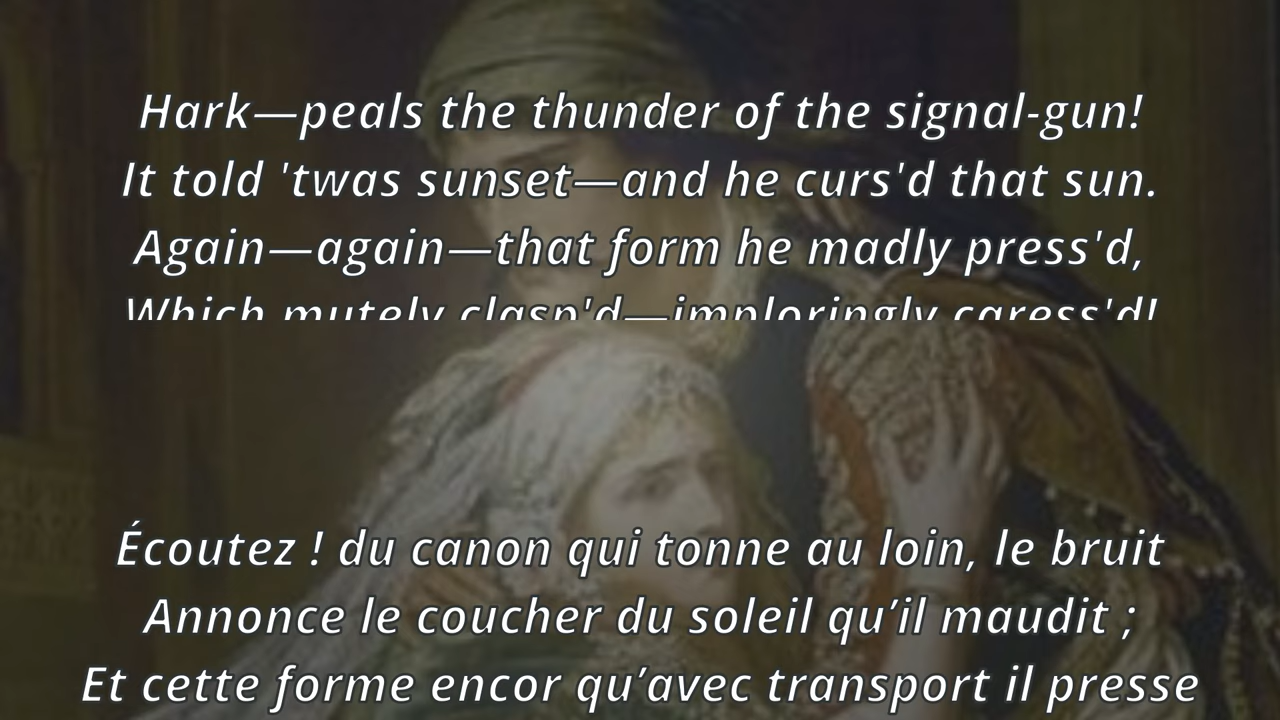 Hark—peals the thunder of the signal-gun!
It told 'twas sunset—and he curs'd that sun.
Again—again—that form he madly press'd,
Which mutely clasp'd—imploringly caress'd!
Écoutez ! du canon qui tonne au loin, le bruit
Annonce le coucher du soleil qu’il maudit ;
Et cette forme encor qu’avec transport il presse